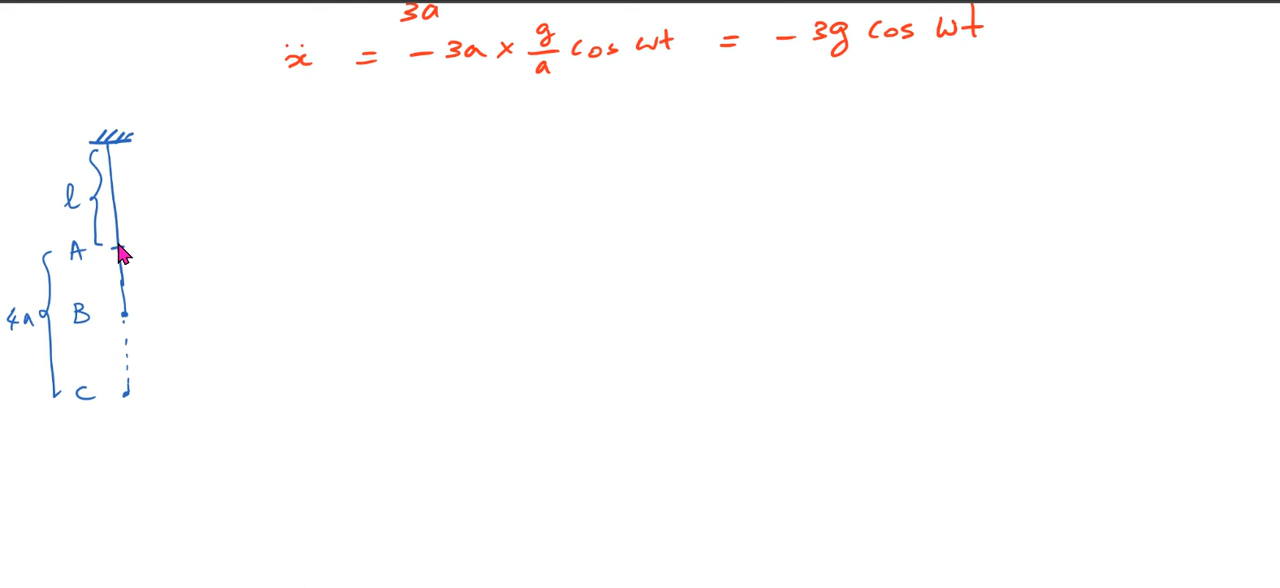 3a
ẍ = - 3a × g/a cos ωt = - 3g cos ωt
l
A
4a B
C